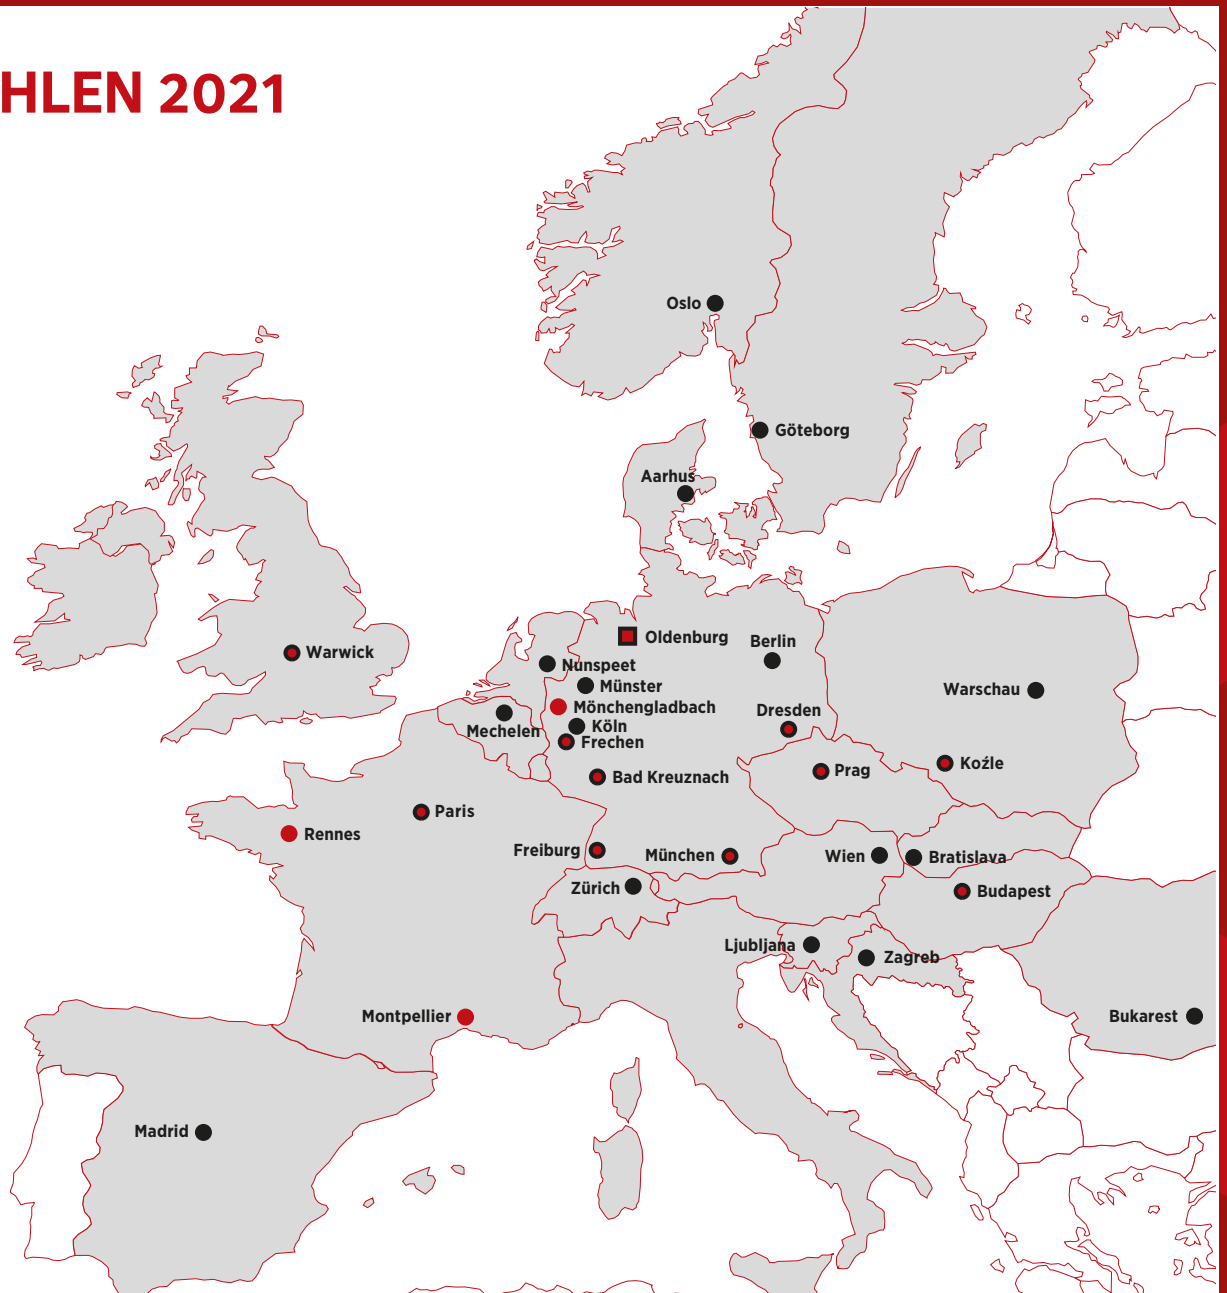 HLEN 2021
Oslo
Göteborg
Aarhus
Oldenburg
Berlin
Warwick
Nunspeet
Münster
Warschau
Mönchengladbach
Dresden
Mechelen
Köln
Frechen
Koźle
Prag
Bad Kreuznach
Paris
Rennes
Freiburg
München
Wien
Bratislava
Zürich
Budapest
Ljubljana
Zagreb
Montpellier
Bukarest
Madrid